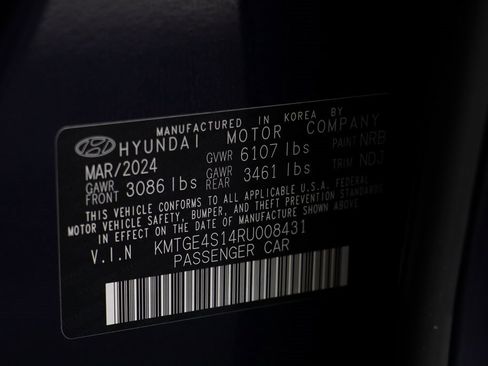 MANUFACTURED IN KOREA BY
HYUNDAI MOTOR COMPANY
MAR/2024 GVWR 6107 lbs PAINT NRB
GAWR FRONT 3086 lbs GAWR REAR 3461 lbs TRIM NDJ
THIS VEHICLE CONFORMS TO ALL APPLICABLE U.S.A. FEDERAL
MOTOR VEHICLE SAFETY, BUMPER, AND THEFT PREVENTION STANDARDS
IN EFFECT ON THE DATE OF MANUFACTURE SHOWN ABOVE.
V.I.N KMTGE4S14RU008431
PASSENGER CAR